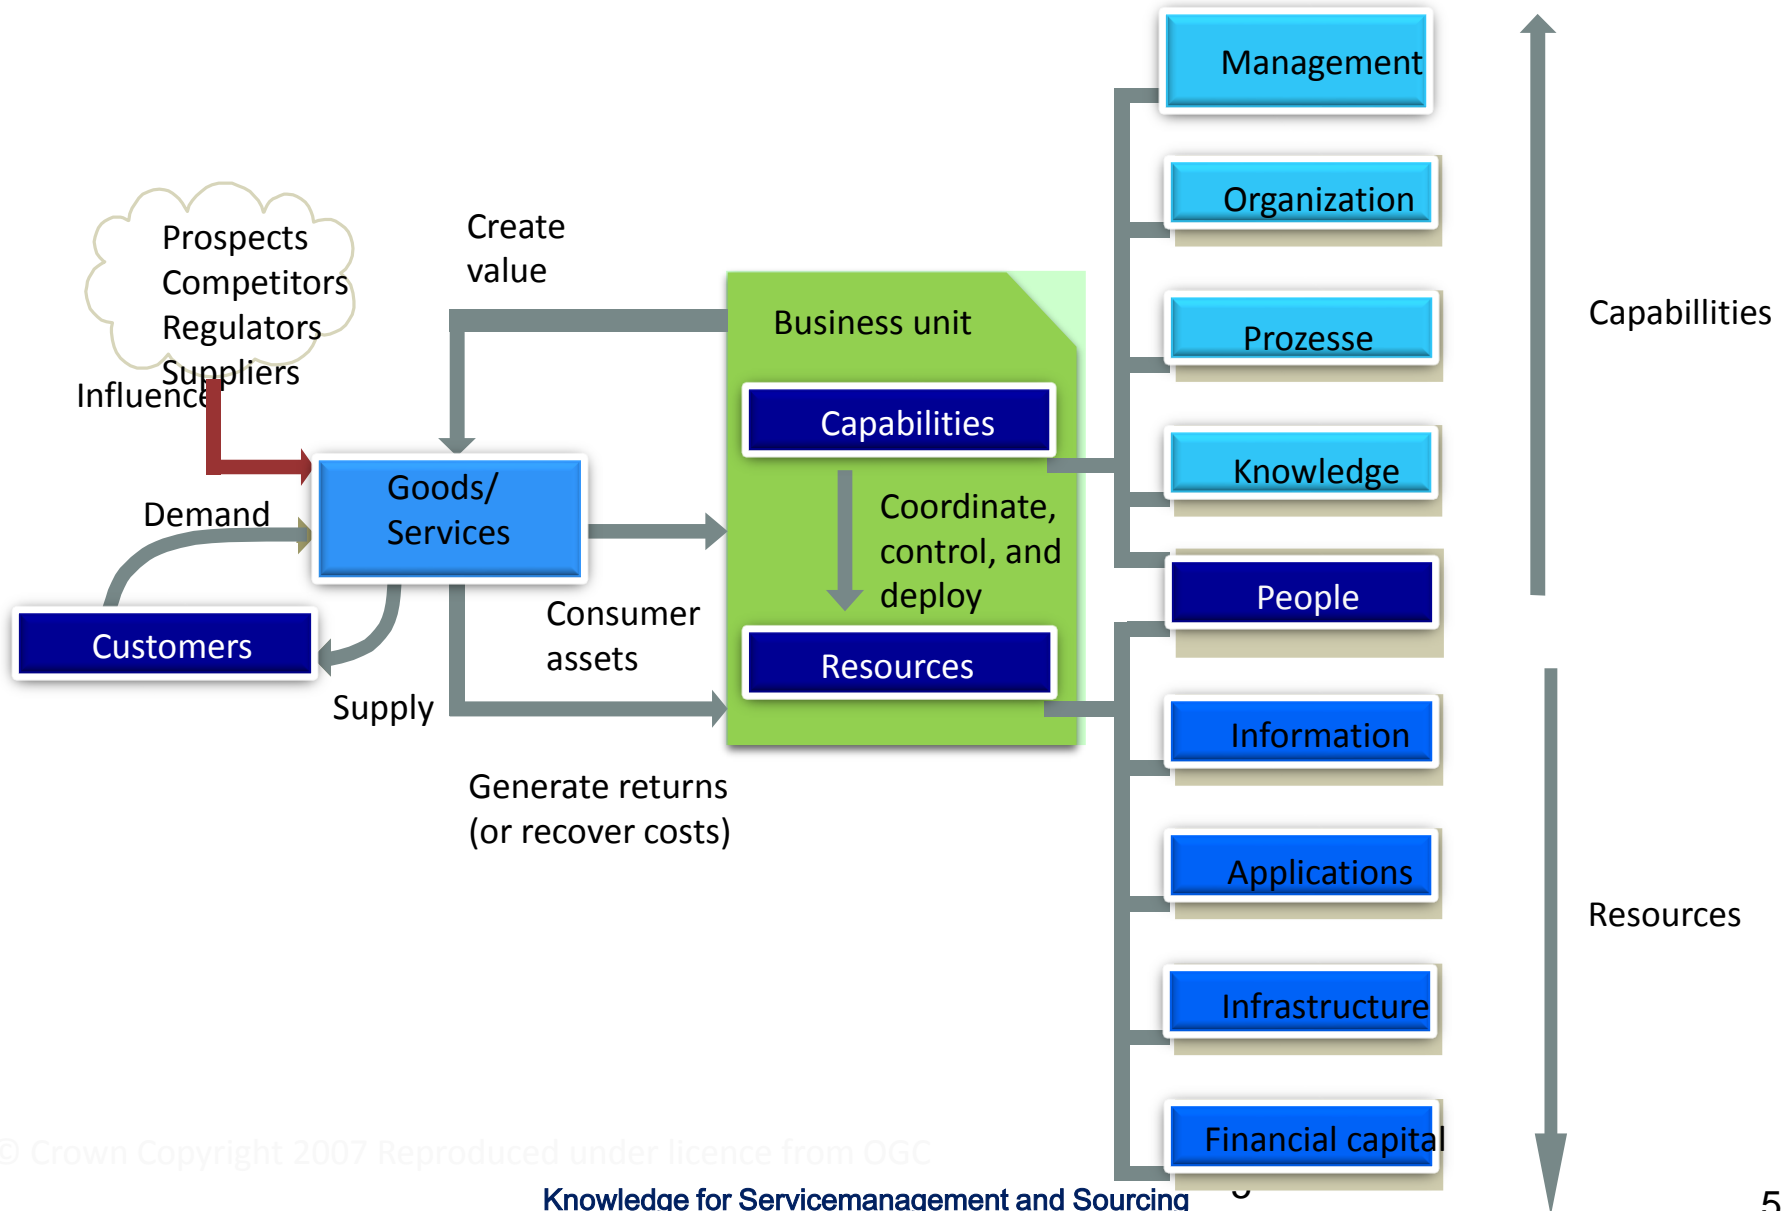 Management
Organization
Prozesse
Knowledge
People
Information
Applications
Infrastructure
Financial capital
Capabillities
Resources
Prospects
Competitors
Regulators
Suppliers
Influence
Create
value
Business unit
Capabilities
Coordinate,
control, and
deploy
Resources
Goods/
Services
Demand
Customers
Supply
Consumer
assets
Generate returns
(or recover costs)
© Crown Copyright 2007 Reproduced under licence from OGC
Knowledge for Servicemanagement and Sourcing
5